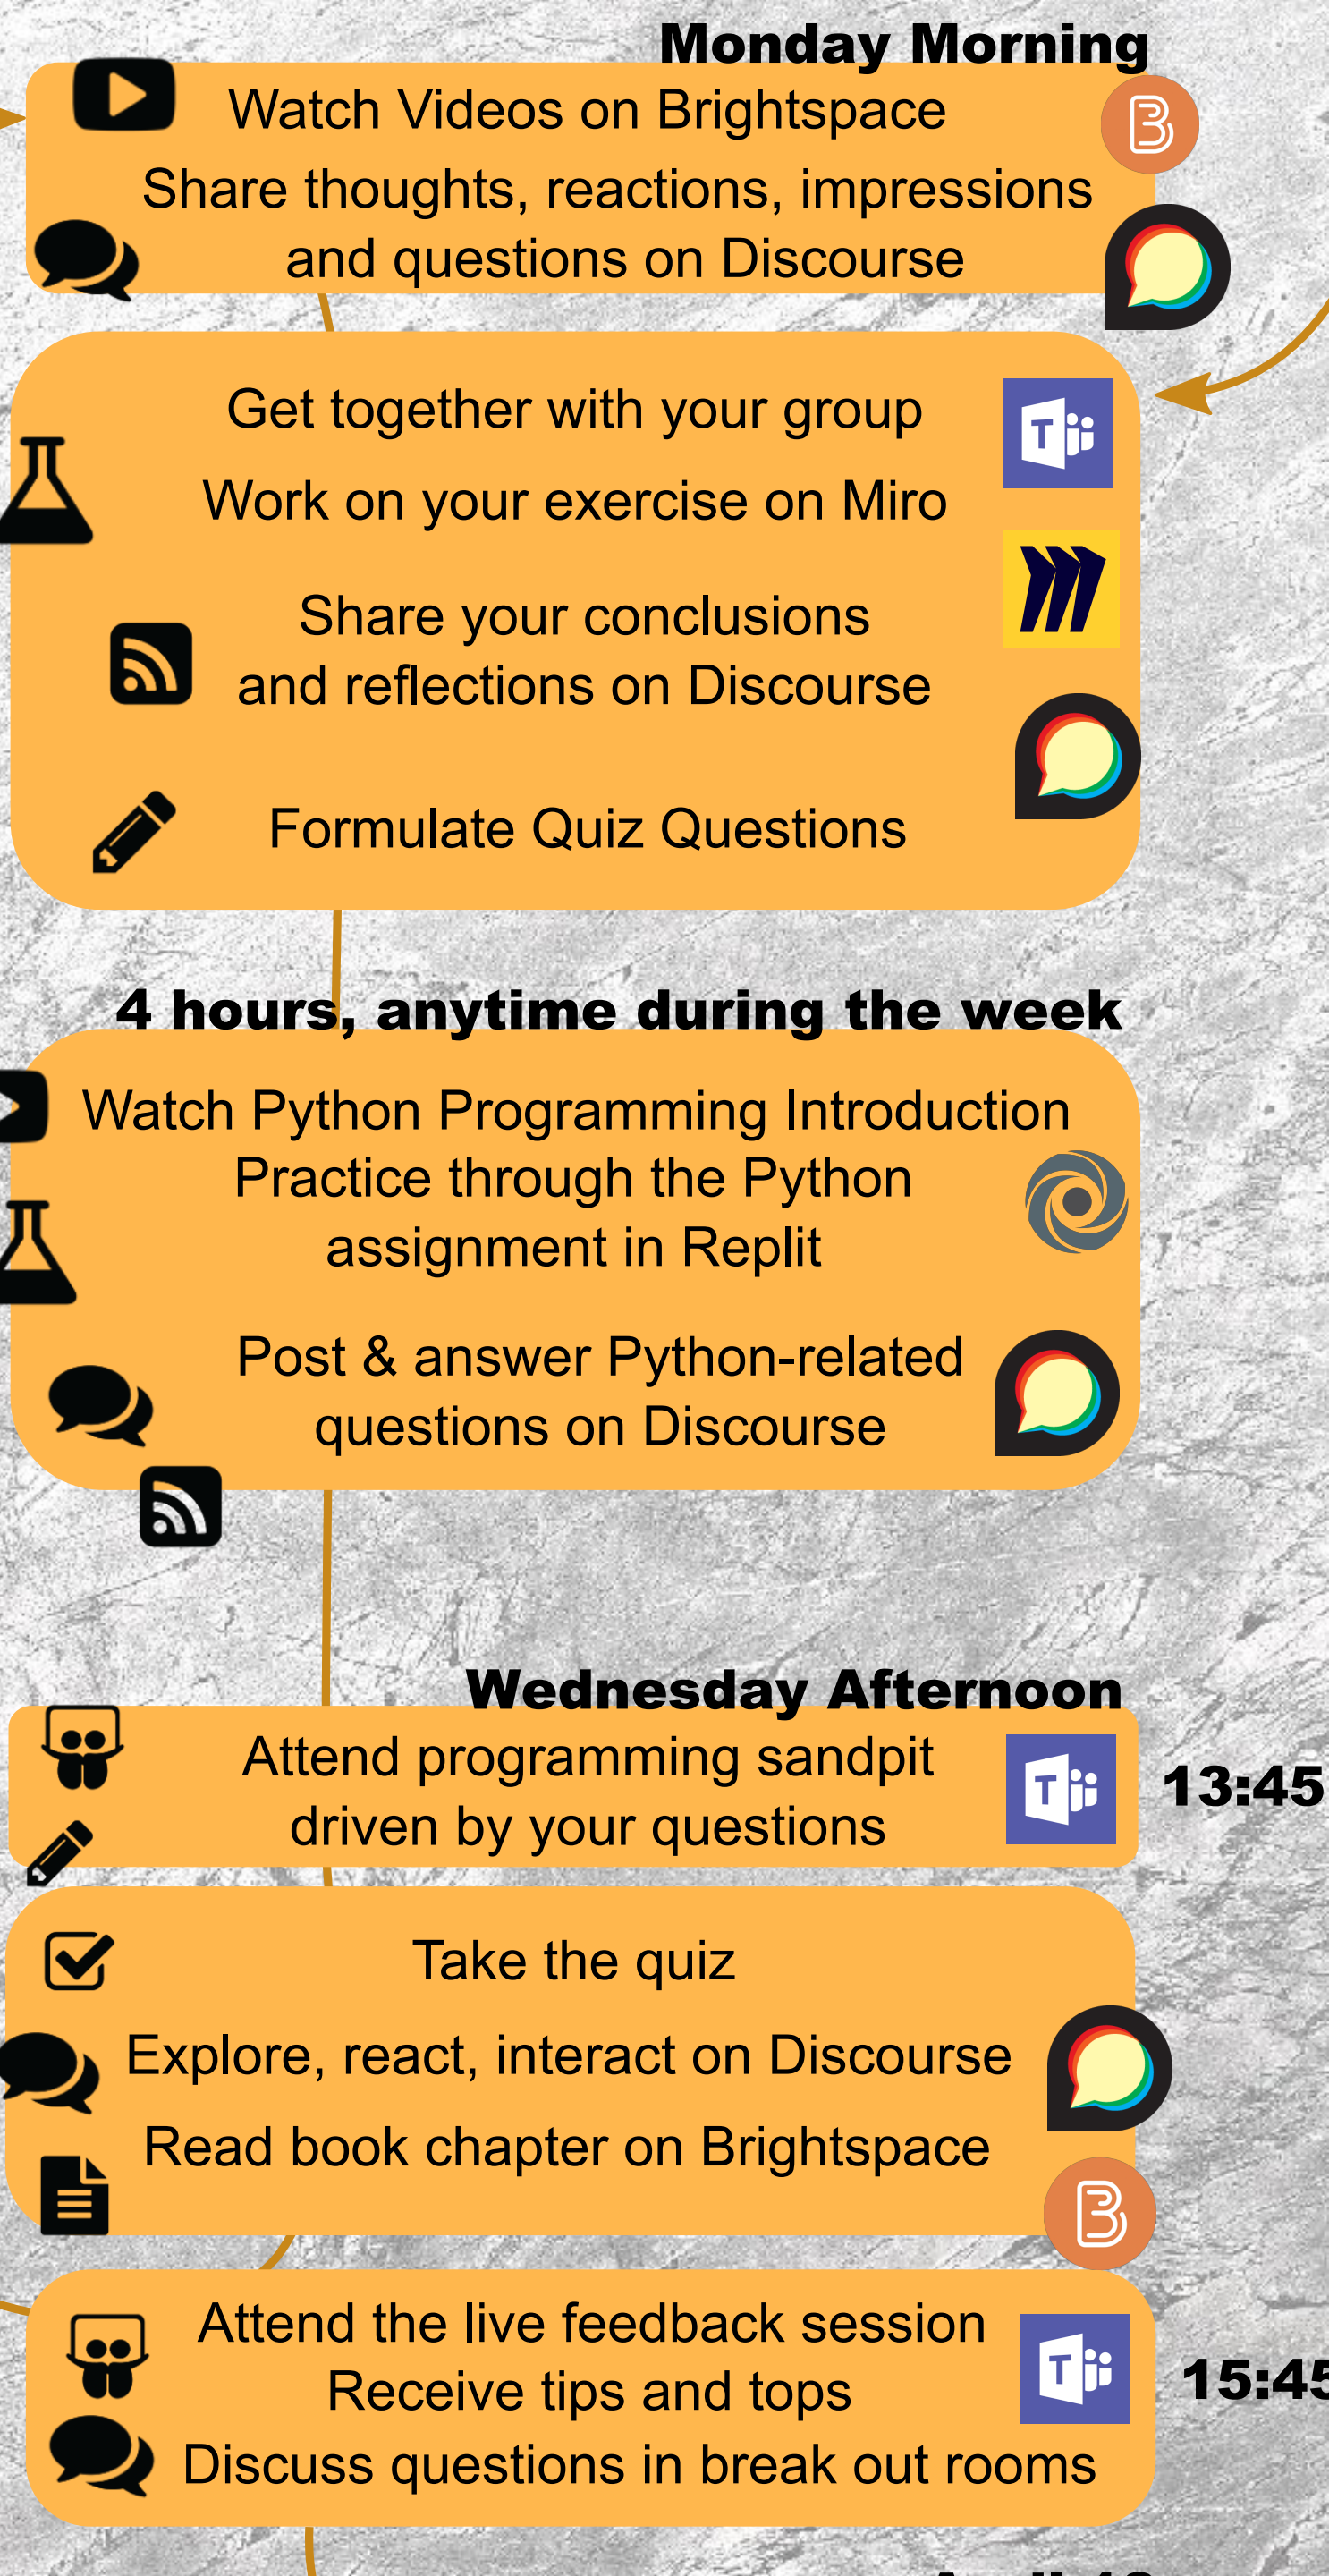 Monday Morning
Watch Videos on Brightspace
Share thoughts, reactions, impressions
and questions on Discourse
Get together with your group
Work on your exercise on Miro
Share your conclusions
and reflections on Discourse
Formulate Quiz Questions
4 hours, anytime during the week
Watch Python Programming Introduction
Practice through the Python
assignment in Replit
Post & answer Python-related
questions on Discourse
Wednesday Afternoon
Attend programming sandpit
driven by your questions
13:45
Take the quiz
Explore, react, interact on Discourse
Read book chapter on Brightspace
Attend the live feedback session
Receive tips and tops
15:45
Discuss questions in break out rooms